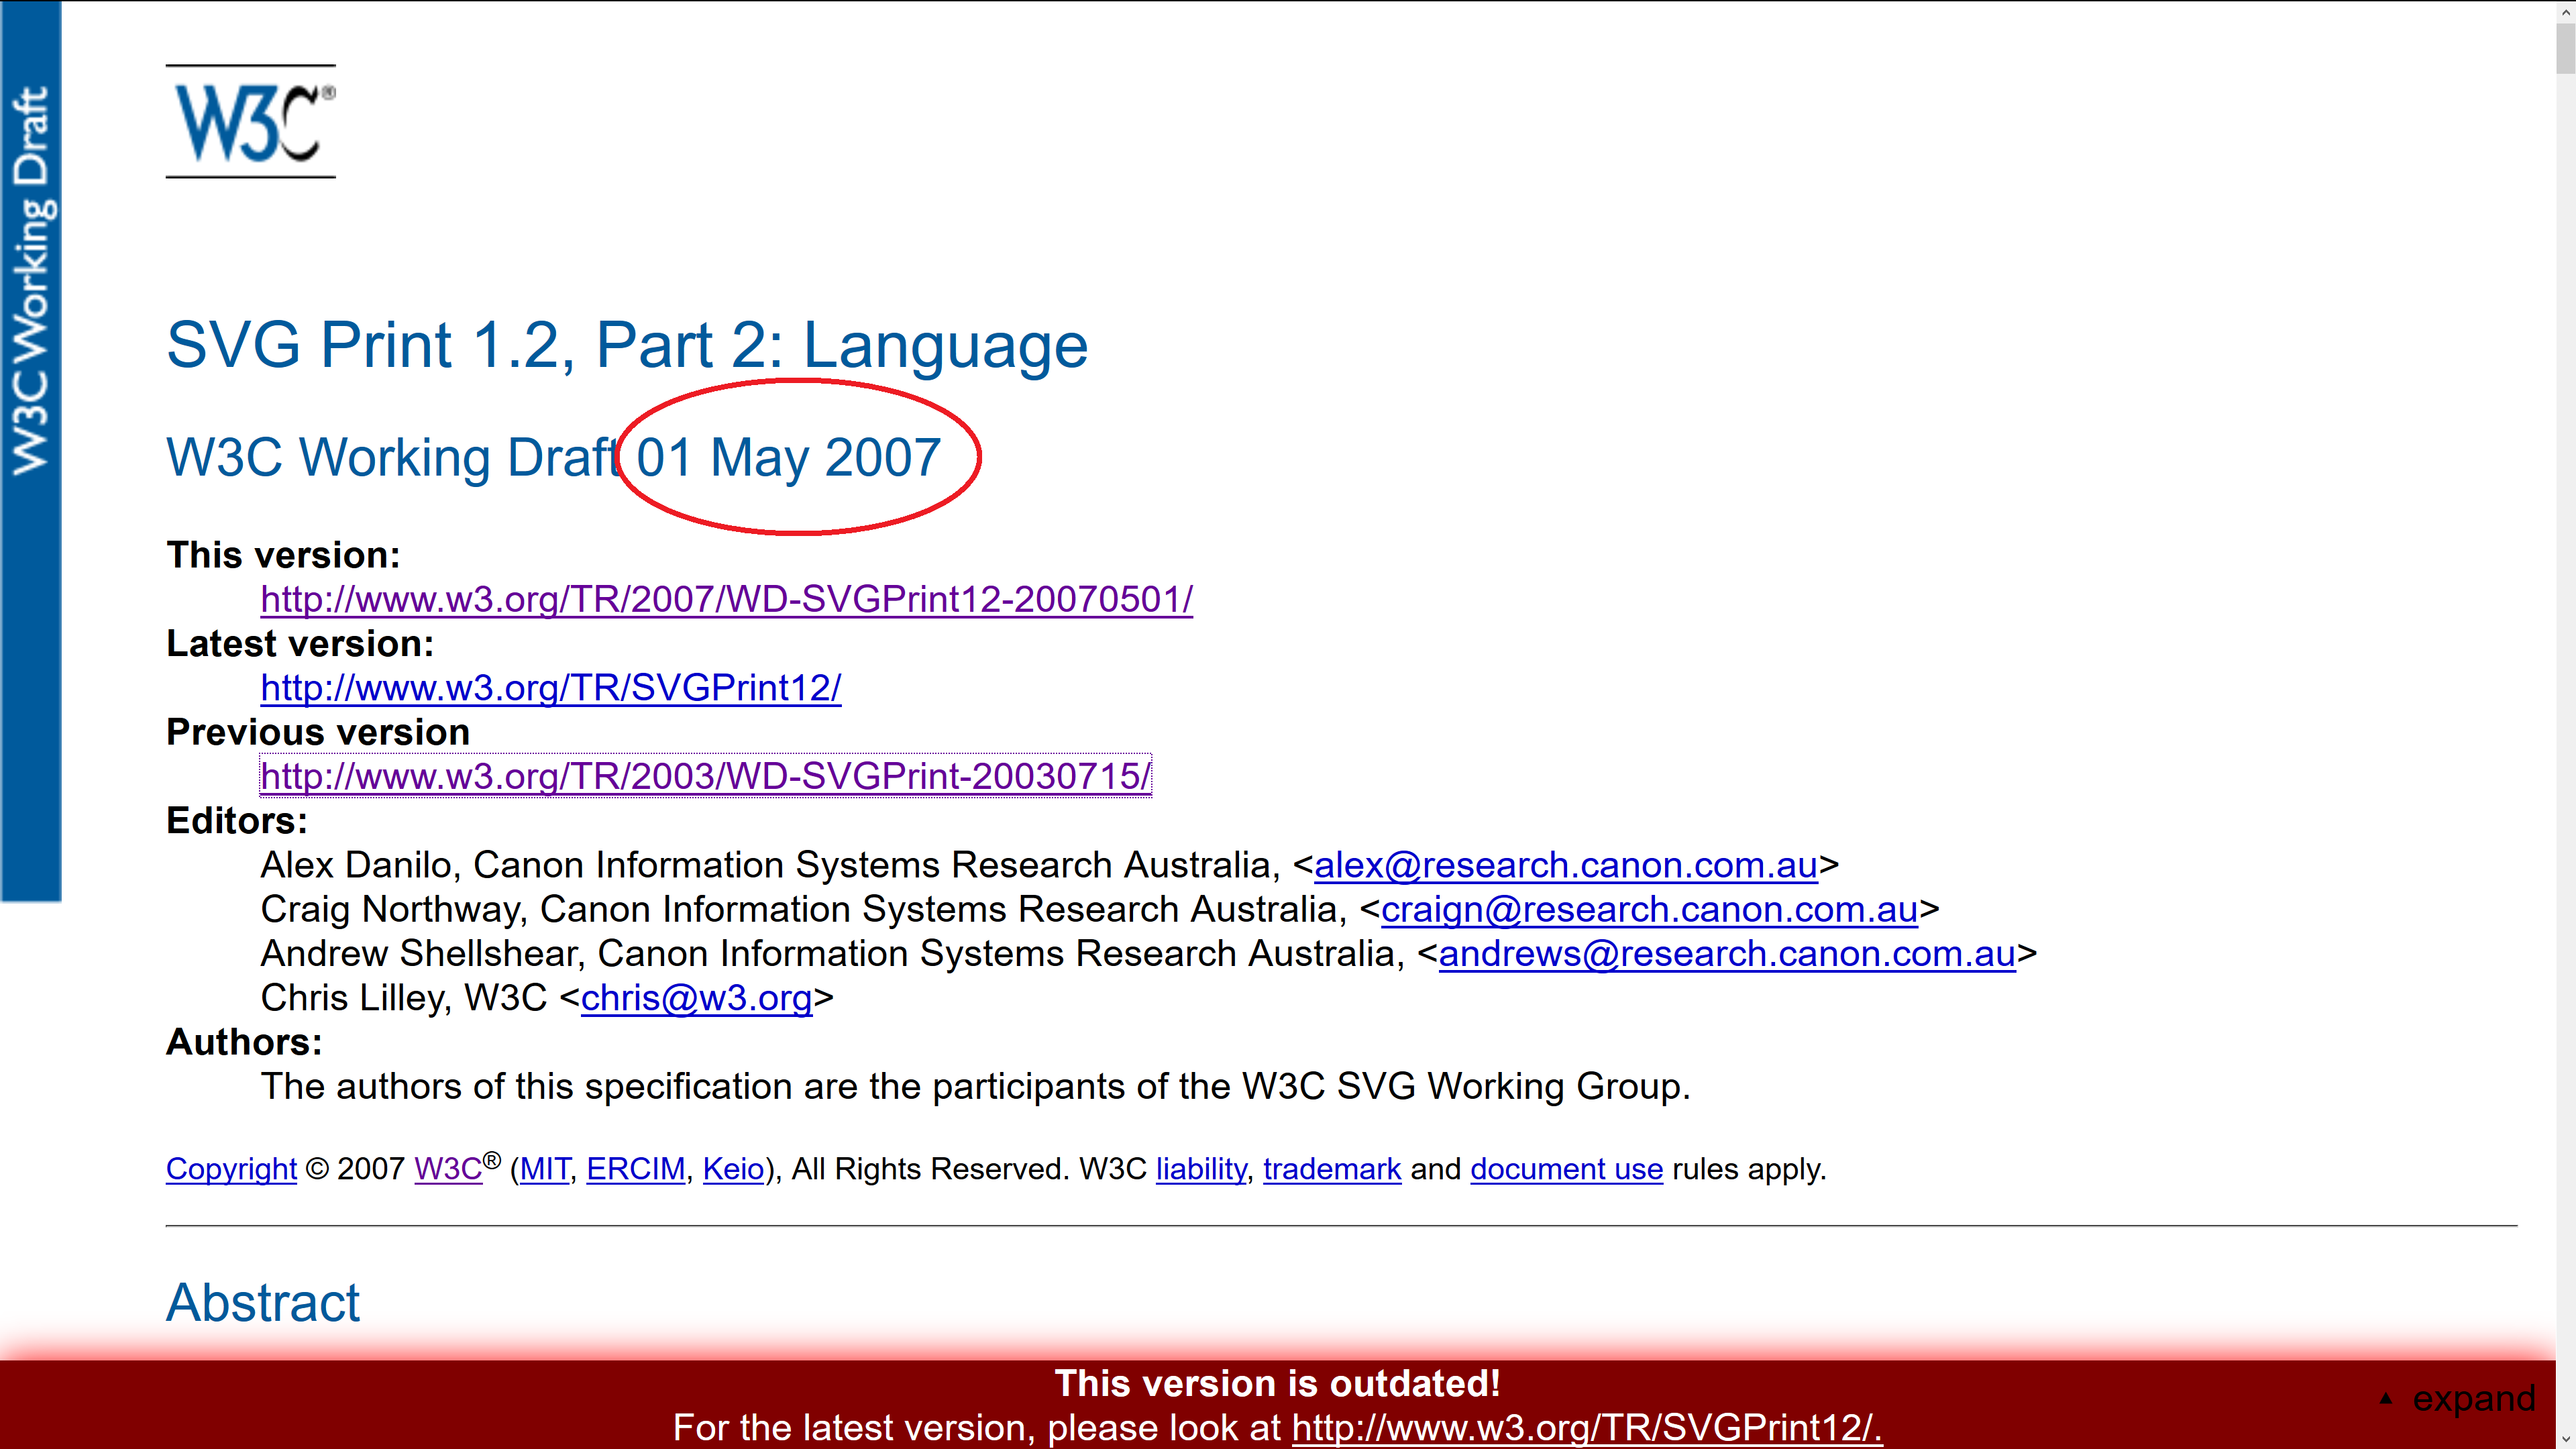 W3C Working Draft
W3C®
SVG Print 1.2, Part 2: Language
W3C Working Draft 01 May 2007
This version:
http://www.w3.org/TR/2007/WD-SVGPrint12-20070501/
Latest version:
http://www.w3.org/TR/SVGPrint12/
Previous version
http://www.w3.org/TR/2003/WD-SVGPrint-20030715/
Editors:
Alex Danilo, Canon Information Systems Research Australia, <alex@research.canon.com.au>
Craig Northway, Canon Information Systems Research Australia, <craign@research.canon.com.au>
Andrew Shellshear, Canon Information Systems Research Australia, <andrews@research.canon.com.au>
Chris Lilley, W3C <chris@w3.org>
Authors:
The authors of this specification are the participants of the W3C SVG Working Group.
Copyright © 2007 W3C® (MIT, ERCIM, Keio), All Rights Reserved. W3C liability, trademark and document use rules apply.
Abstract
This version is outdated!
▲ expand
For the latest version, please look at http://www.w3.org/TR/SVGPrint12/.